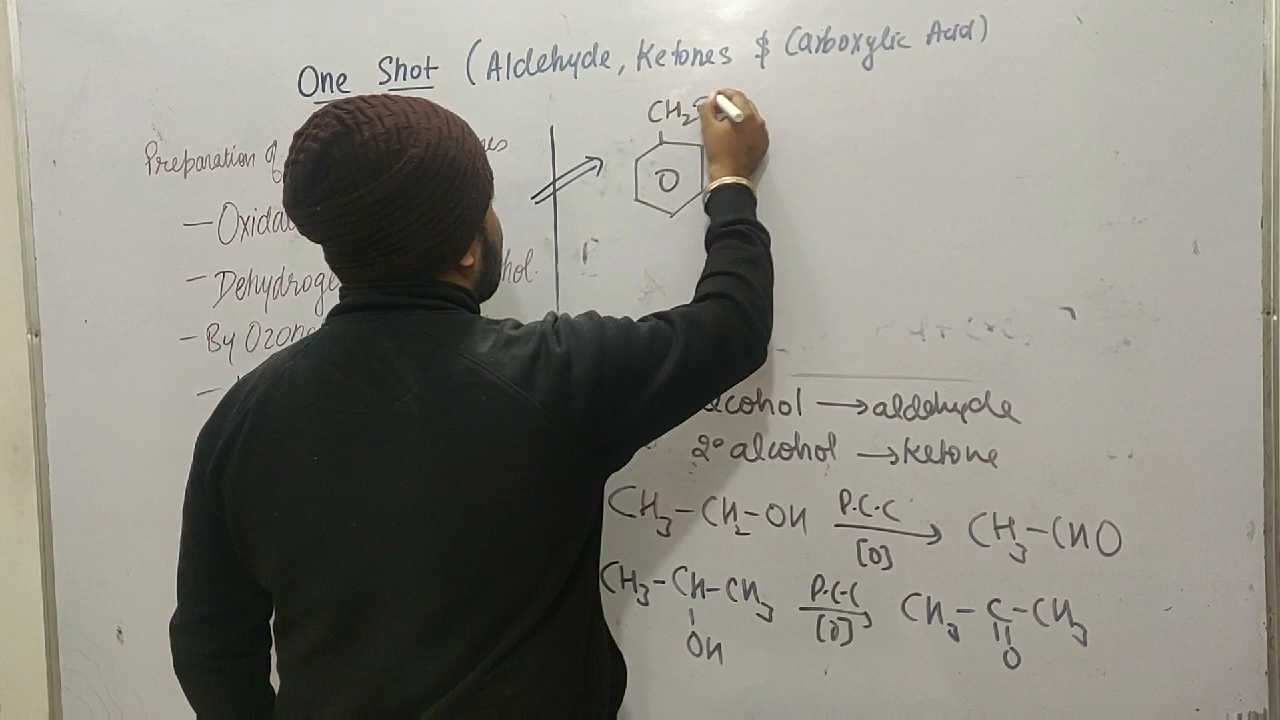 One Shot (Aldehyde, Ketones $ Carboxylic Acid)
Preparation of
- Oxida
- Dehydroge
- By Ozon
CH2
O
alcohol → aldehyde
2° alcohol → Ketone
CH3-CH2-OH P.C.C [O] → CH3-CHO
CH3-CH-CH3 P.C.C [O] → CH3-C-CH3
OH O